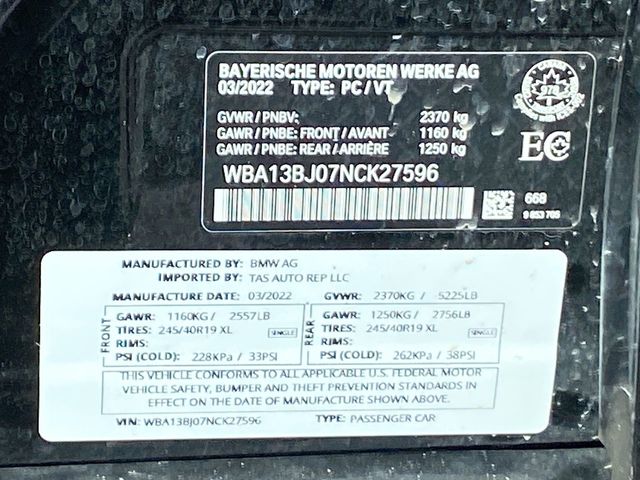 BAYERISCHE MOTOREN WERKE AG
03/2022 TYPE: PC/VT
GVWR/PNBV: 2370 kg
GAWR/PNBE: FRONT/AVANT 1160 kg
GAWR/PNBE: REAR/ARRIÈRE 1250 kg
WBA13BJ07NCK27596
978
EC
668
9 853 765
MANUFACTURED BY: BMW AG
IMPORTED BY: TAS AUTO REP LLC
MANUFACTURE DATE: 03/2022 GVWR: 2370KG / 5225LB
FRONT
GAWR: 1160KG / 2557LB
TIRES: 245/40R19 XL SINGLE
RIMS:
PSI (COLD): 228KPa / 33PSI
REAR
GAWR: 1250KG / 2756LB
TIRES: 245/40R19 XL SINGLE
RIMS:
PSI (COLD): 262KPa / 38PSI
THIS VEHICLE CONFORMS TO ALL APPLICABLE U.S. FEDERAL MOTOR
VEHICLE SAFETY, BUMPER AND THEFT PREVENTION STANDARDS IN
EFFECT ON THE DATE OF MANUFACTURE SHOWN ABOVE.
VIN: WBA13BJ07NCK27596 TYPE: PASSENGER CAR